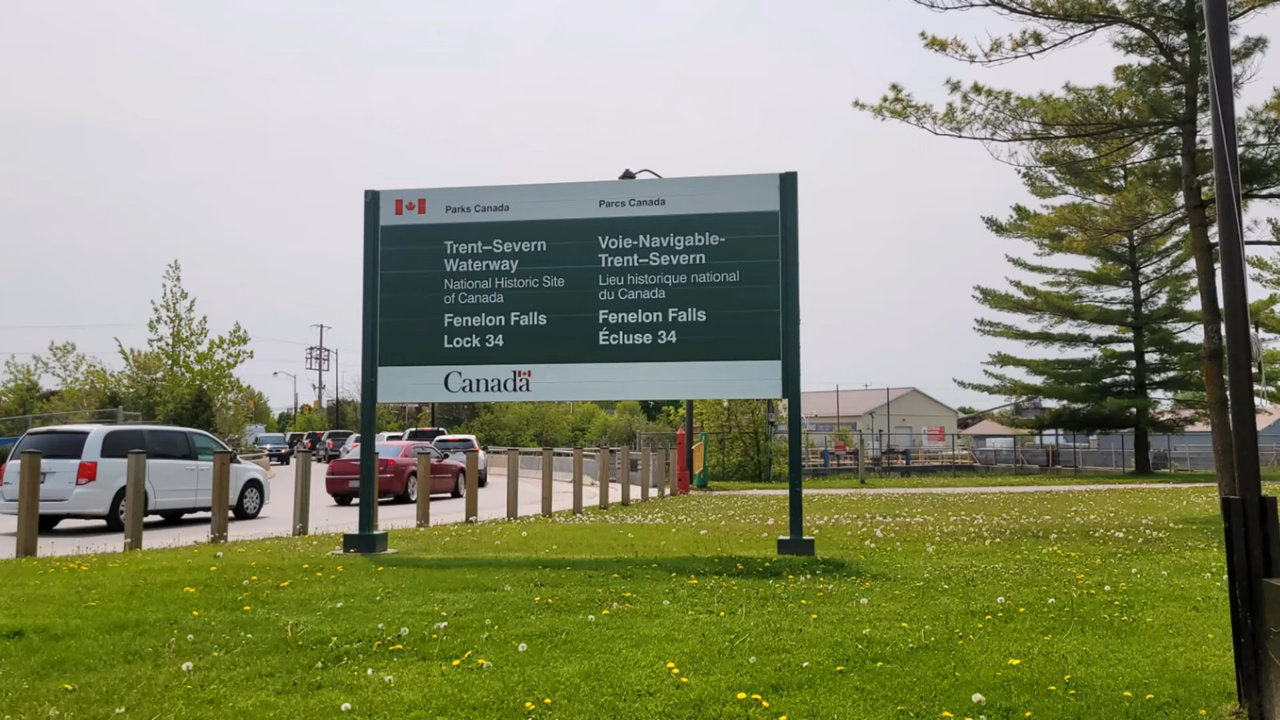 Parks Canada
Trent–Severn
Waterway
National Historic Site
of Canada
Fenelon Falls
Lock 34
Parcs Canada
Voie-Navigable-
Trent–Severn
Lieu historique national
du Canada
Fenelon Falls
Écluse 34
Canada